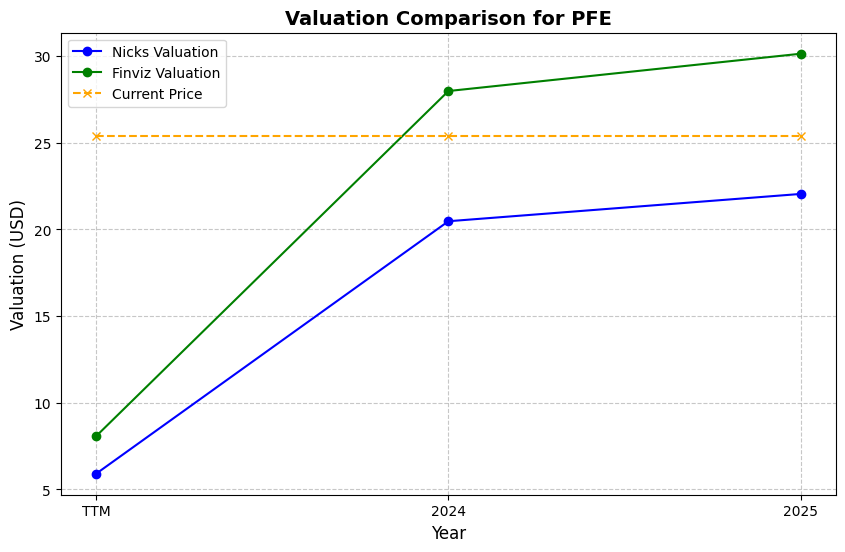 Valuation Comparison for PFE
Nicks Valuation
Finviz Valuation
Current Price
Valuation (USD)
30
25
20
15
10
5
TTM
2024
2025
Year